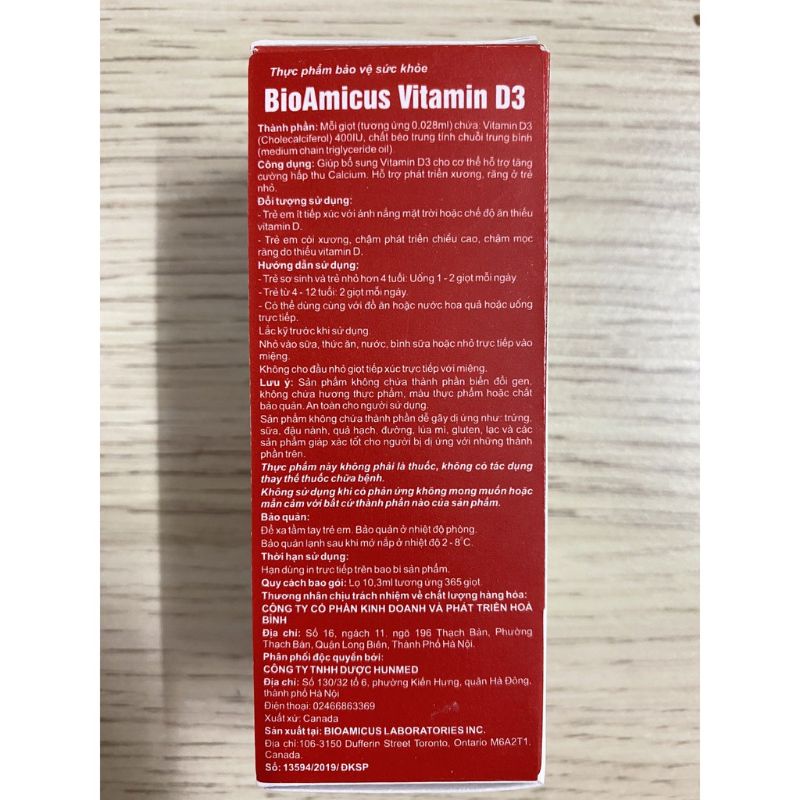 Thực phẩm bảo vệ sức khỏe
BioAmicus Vitamin D3
Thành phần: Mỗi giọt (tương ứng 0,028ml) chứa: Vitamin D3
(Cholecalciferol) 400IU, chất béo trung tính chuỗi trung bình
(medium chain triglyceride oil).
Công dụng: Giúp bổ sung Vitamin D3 cho cơ thể hỗ trợ tăng
cường hấp thu Calcium. Hỗ trợ phát triển xương, răng ở trẻ
nhỏ.
Đối tượng sử dụng:
- Trẻ em ít tiếp xúc với ánh nắng mặt trời hoặc chế độ ăn thiếu
vitamin D.
- Trẻ em còi xương, chậm phát triển chiều cao, chậm mọc
răng do thiếu vitamin D.
Hướng dẫn sử dụng:
- Trẻ sơ sinh và trẻ nhỏ hơn 4 tuổi: Uống 1 - 2 giọt mỗi ngày
- Trẻ từ 4 - 12 tuổi: 2 giọt mỗi ngày.
- Có thể dùng cùng với đồ ăn hoặc nước hoa quả hoặc uống
trực tiếp.
Lắc kỹ trước khi sử dụng.
Nhỏ vào sữa, thức ăn, nước, bình sữa hoặc nhỏ trực tiếp vào
miệng.
Không cho đầu nhỏ giọt tiếp xúc trực tiếp với miệng.
Lưu ý: Sản phẩm không chứa thành phần biến đổi gen,
không chứa hương thực phẩm, màu thực phẩm hoặc chất
bảo quản. An toàn cho người sử dụng.
Sản phẩm không chứa thành phần dễ gây dị ứng như: trứng,
sữa, đậu nành, quả hạch, đường, lúa mì, gluten, lạc và các
sản phẩm giáp xác tốt cho người bị dị ứng với những thành
phần trên.
Thực phẩm này không phải là thuốc, không có tác dụng
thay thế thuốc chữa bệnh.
Không sử dụng khi có phản ứng không mong muốn hoặc
mẫn cảm với bất cứ thành phần nào của sản phẩm.
Bảo quản:
Để xa tầm tay trẻ em. Bảo quản ở nhiệt độ phòng.
Bảo quản lạnh sau khi mở nắp ở nhiệt độ 2 - 8°C.
Thời hạn sử dụng:
Hạn dùng in trực tiếp trên bao bì sản phẩm.
Quy cách bao gói: Lọ 10,3ml tương ứng 365 giọt
Thương nhân chịu trách nhiệm về chất lượng hàng hóa:
CÔNG TY CỔ PHẦN KINH DOANH VÀ PHÁT TRIỂN HOÀ
BÌNH
Địa chỉ: Số 16, ngách 11, ngõ 196 Thạch Bàn, Phường
Thạch Bàn, Quận Long Biên, Thành Phố Hà Nội.
Phân phối độc quyền bởi:
CÔNG TY TNHH DƯỢC HUNMED
Địa chỉ: Số 130/32 tổ 6, phường Kiến Hưng, quận Hà Đông,
thành phố Hà Nội
Điện thoại: 02466863369
Xuất xứ: Canada
Sản xuất tại: BIOAMICUS LABORATORIES INC.
Địa chỉ:106-3150 Dufferin Street Toronto, Ontario M6A2T1.
Canada.
Số: 13594/2019/ĐKSP